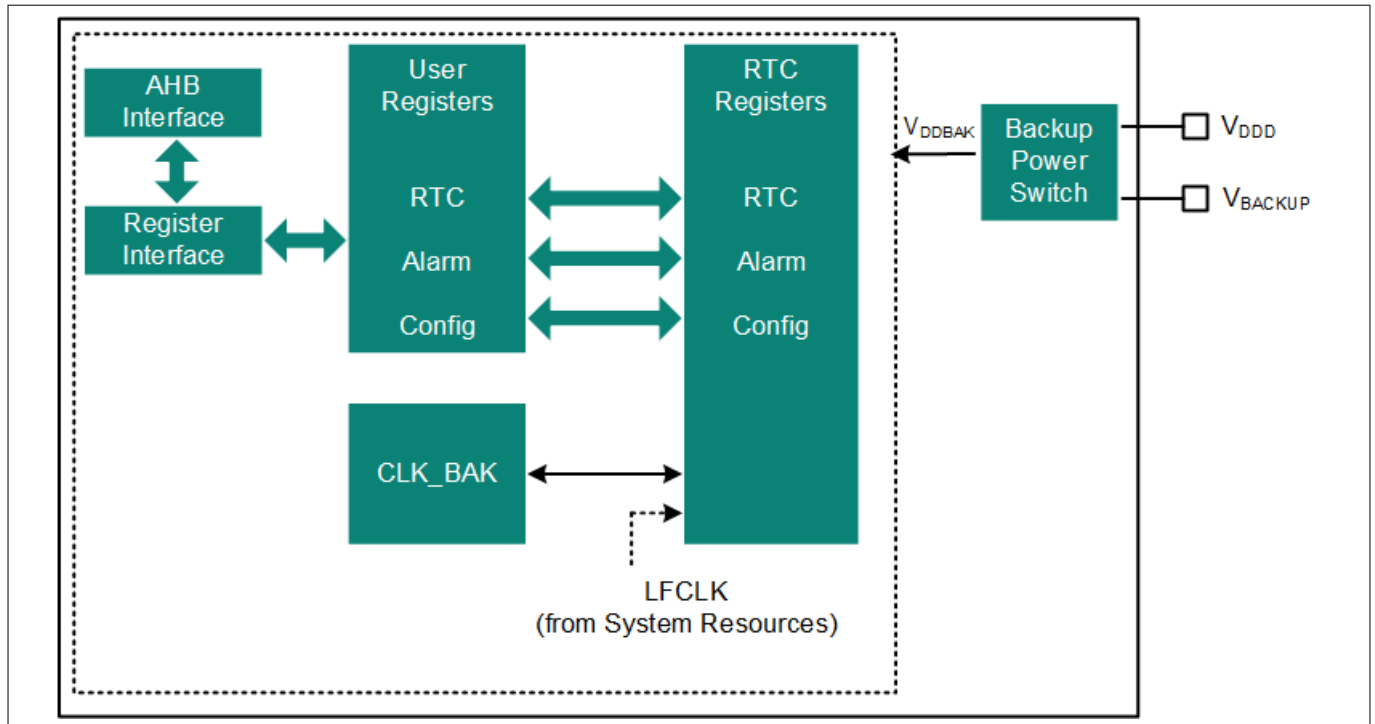 AHB
Interface
Register
Interface
User
Registers
RTC
Alarm
Config
CLK_BAK
RTC
Registers
RTC
Alarm
Config
LFCLK
(from System Resources)
VDDBAK
Backup
Power
Switch
VDDD
VBACKUP